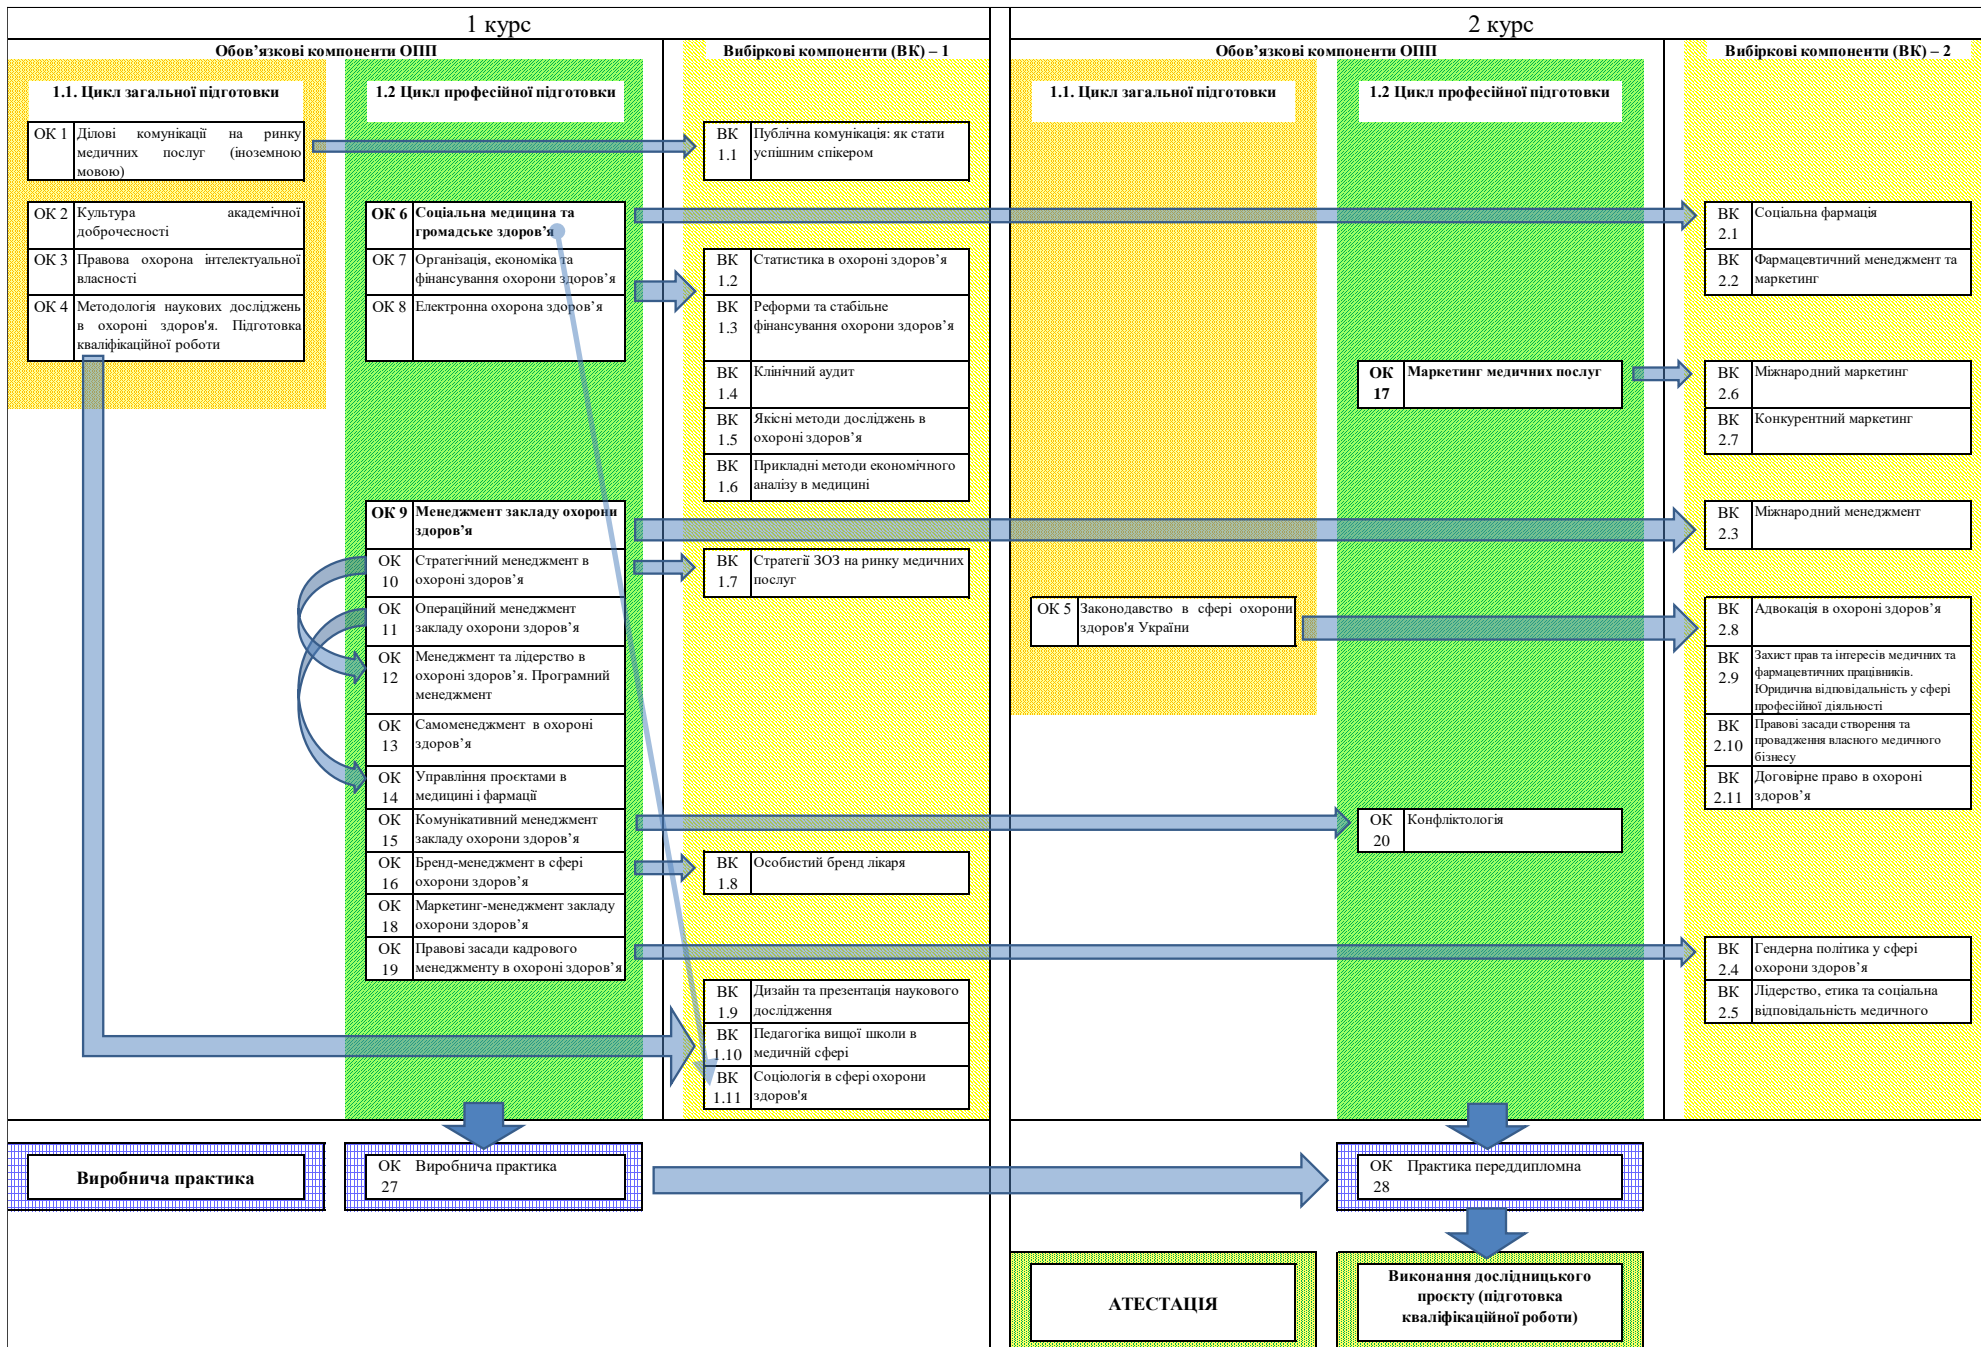 1 курс
Обов’язкові компоненти ОПП
Вибіркові компоненти (ВК) – 1
1.1. Цикл загальної підготовки
1.2 Цикл професійної підготовки
ОК 1 Ділові комунікації на ринку
медичних послуг (іноземною
мовою)
ВК 1.1 Публічна комунікація: як стати
успішним спікером
ОК 2 Культура академічної
доброчесності
ОК 3 Правова охорона інтелектуальної
власності
ОК 4 Методологія наукових досліджень
в охороні здоров'я. Підготовка
кваліфікаційної роботи
ОК 6 Соціальна медицина та
громадське здоров’я
ОК 7 Організація, економіка та
фінансування охорони здоров’я
ОК 8 Електронна охорона здоров’я
ВК 1.2 Статистика в охороні здоров’я
ВК 1.3 Реформи та стабільне
фінансування охорони здоров’я
ВК 1.4 Клінічний аудит
ВК 1.5 Якісні методи досліджень в
охороні здоров’я
ВК 1.6 Прикладні методи економічного
аналізу в медицині
ОК 9 Менеджмент закладу охорони
здоров’я
ОК 10 Стратегічний менеджмент в
охороні здоров’я
ОК 11 Операційний менеджмент
закладу охорони здоров’я
ОК 12 Менеджмент та лідерство в
охороні здоров’я. Програмний
менеджмент
ОК 13 Самоменеджмент в охороні
здоров’я
ОК 14 Управління проєктами в
медицині і фармації
ОК 15 Комунікативний менеджмент
закладу охорони здоров’я
ОК 16 Бренд-менеджмент в сфері
охорони здоров’я
ОК 18 Маркетинг-менеджмент закладу
охорони здоров’я
ОК 19 Правові засади кадрового
менеджменту в охороні здоров’я
ВК 1.7 Стратегії ЗОЗ на ринку медичних
послуг
ВК 1.8 Особистий бренд лікаря
ВК 1.9 Дизайн та презентація наукового
дослідження
ВК 1.10 Педагогіка вищої школи в
медичній сфері
ВК 1.11 Соціологія в сфері охорони
здоров'я
2 курс
Обов’язкові компоненти ОПП
Вибіркові компоненти (ВК) – 2
1.1. Цикл загальної підготовки
1.2 Цикл професійної підготовки
ВК 2.1 Соціальна фармація
ВК 2.2 Фармацевтичний менеджмент та
маркетинг
ОК 17 Маркетинг медичних послуг
ВК 2.6 Міжнародний маркетинг
ВК 2.7 Конкурентний маркетинг
ВК 2.3 Міжнародний менеджмент
ОК 5 Законодавство в сфері охорони
здоров'я України
ВК 2.8 Адвокація в охороні здоров’я
ВК 2.9 Захист прав та інтересів медичних та
фармацевтичних працівників.
Юридична відповідальність у сфері
професійної діяльності
ВК 2.10 Правові засади створення та
провадження власного медичного
бізнесу
ВК 2.11 Договірне право в охороні
здоров’я
ОК 20 Конфліктологія
ВК 2.4 Гендерна політика у сфері
охорони здоров’я
ВК 2.5 Лідерство, етика та соціальна
відповідальність медичного
Виробнича практика
ОК 27 Виробнича практика
ОК 28 Практика переддипломна
АТЕСТАЦІЯ
Виконання дослідницького
проєкту (підготовка
кваліфікаційної роботи)